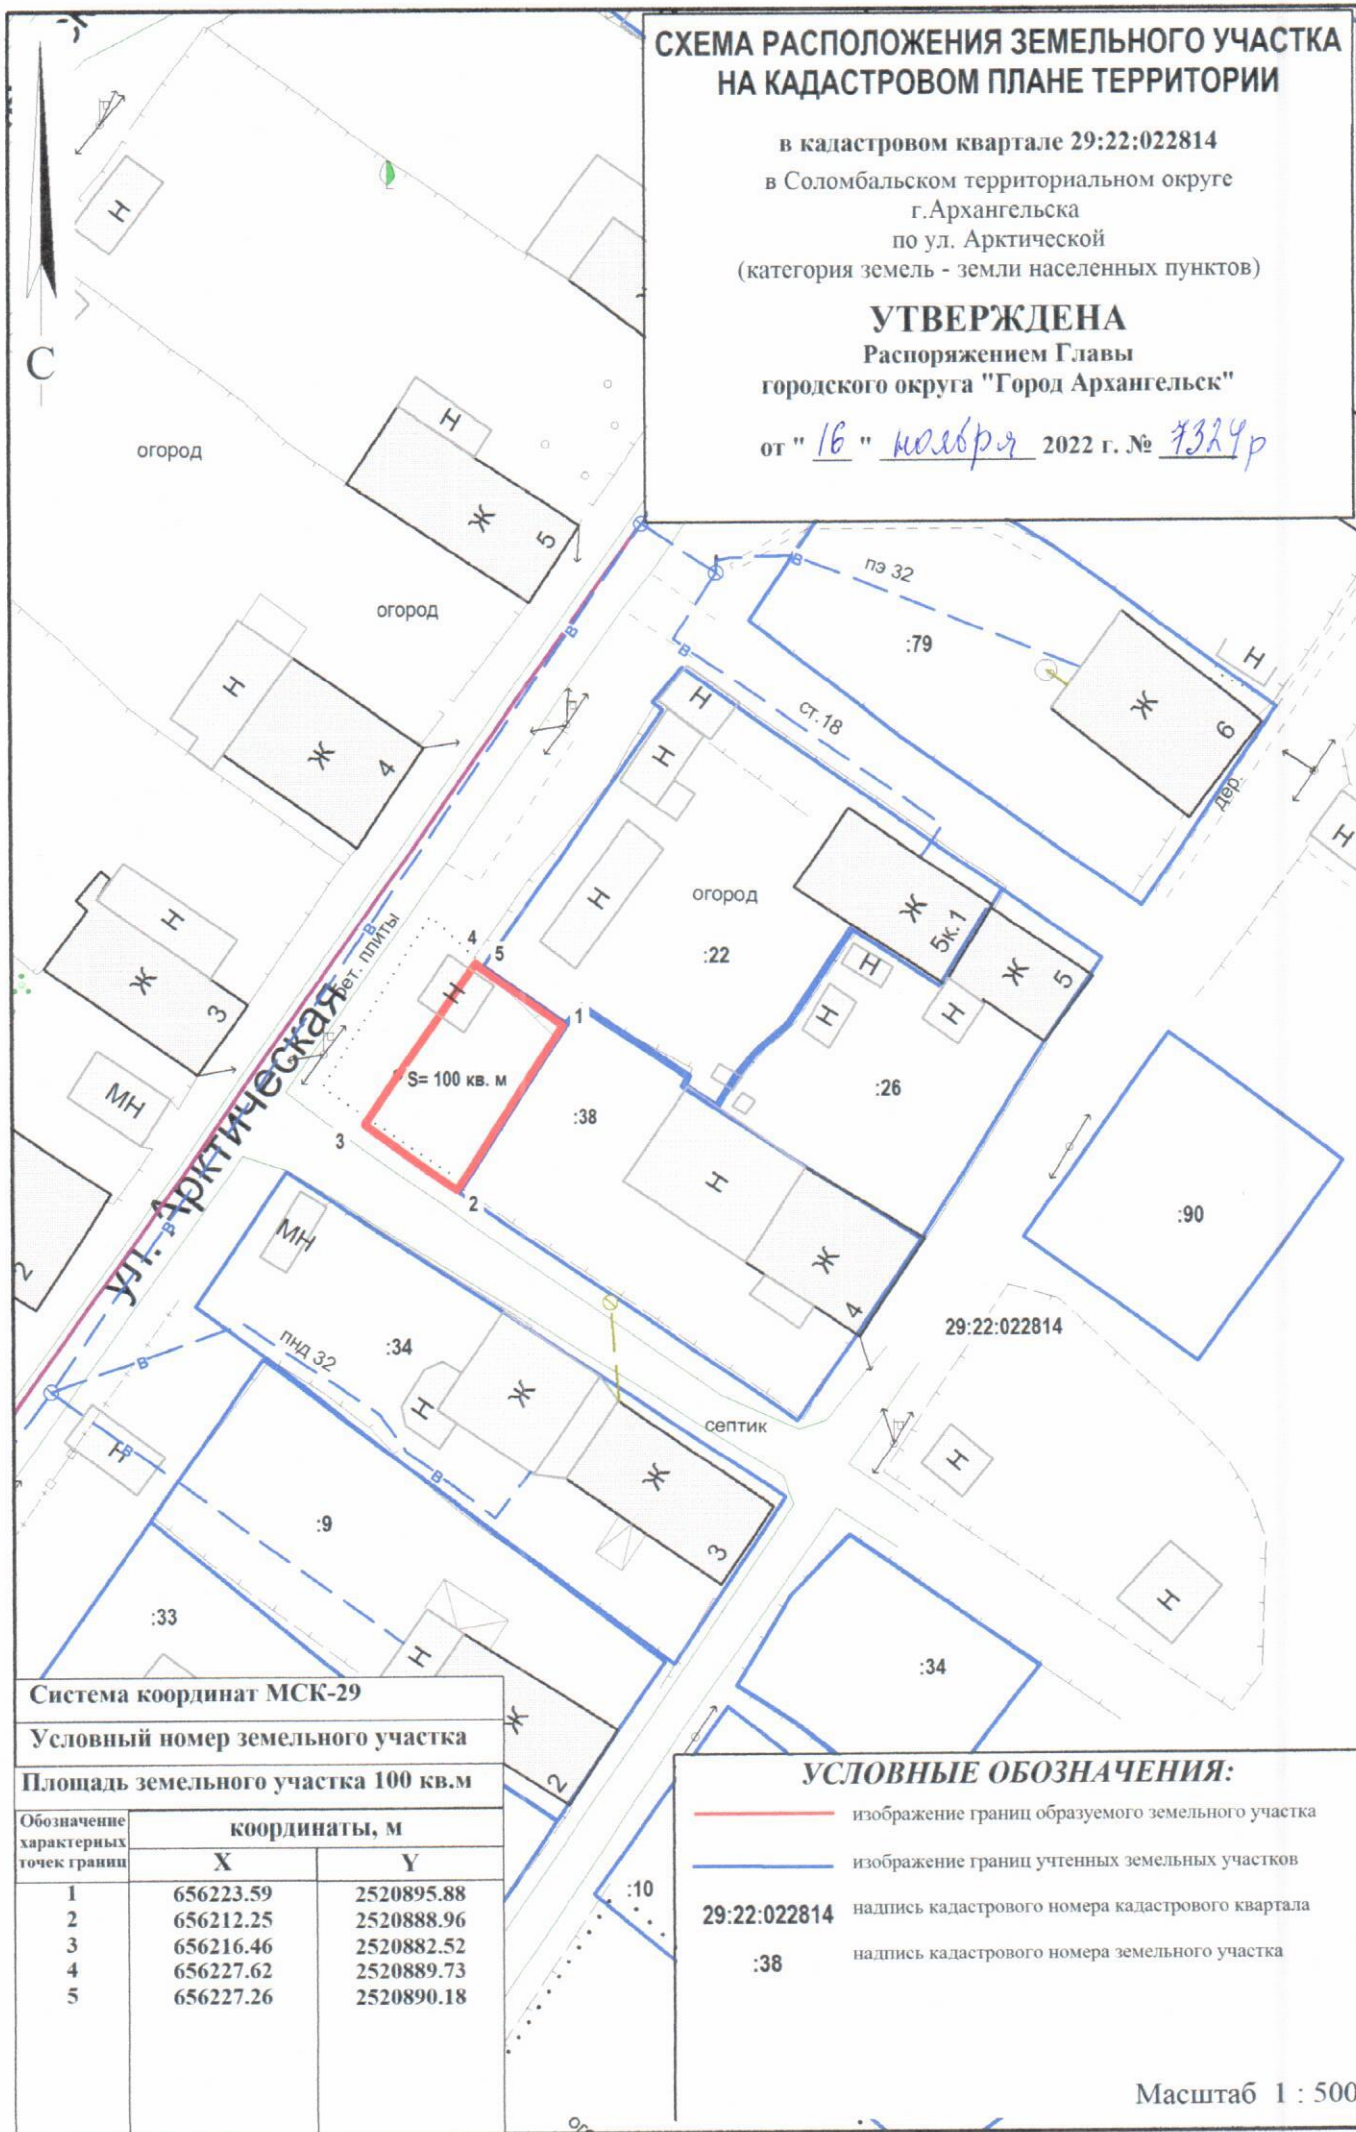 СХЕМА РАСПОЛОЖЕНИЯ ЗЕМЕЛЬНОГО УЧАСТКА
НА КАДАСТРОВОМ ПЛАНЕ ТЕРРИТОРИИ
в кадастровом квартале 29:22:022814
в Соломбальском территориальном округе
г.Архангельска
по ул. Арктической
(категория земель - земли населенных пунктов)
УТВЕРЖДЕНА
Распоряжением Главы
городского округа "Город Архангельск"
от " 16 " ноября 2022 г. № 7324р
С
Н
огород
Н
Ж
5
огород
Н
Ж
4
В
пэ 32
:79
В
В
Н
Ж
6
ст.18
дер.
Н
Н
Н
Н
огород
:22
Ж
5к.1
Ж
5
Н
Н
Н
:26
Н
Ж
3
В
бет. плиты
МН
ул. Арктическая
2
4
5
1
Н
S= 100 кв. м
3
2
:38
Н
Ж
4
:90
29:22:022814
МН
:34
пнд 32
В
В
Н
Ж
септик
Ж
3
Н
В
В
:9
:33
Н
Н
Н
Ж
2
:34
:10
Система координат МСК-29
Условный номер земельного участка
Площадь земельного участка 100 кв.м
Обозначение характерных точек границ
координаты, м
X Y
1 656223.59 2520895.88
2 656212.25 2520888.96
3 656216.46 2520882.52
4 656227.62 2520889.73
5 656227.26 2520890.18
УСЛОВНЫЕ ОБОЗНАЧЕНИЯ:
изображение границ образуемого земельного участка
изображение границ учтенных земельных участков
29:22:022814 надпись кадастрового номера кадастрового квартала
:38 надпись кадастрового номера земельного участка
Масштаб 1 : 500